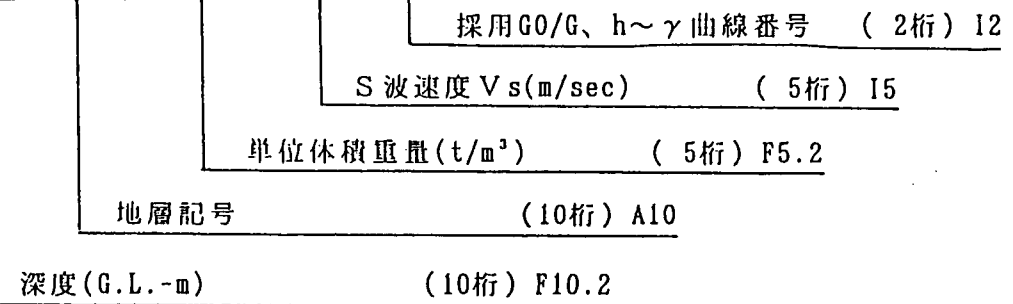 採用G0/G、h~γ曲線番号 ( 2桁) I2
S波速度Vs(m/sec) ( 5桁) I5
単位体積重量(t/m³) ( 5桁) F5.2
地層記号 (10桁) A10
深度(G.L.-m) (10桁) F10.2